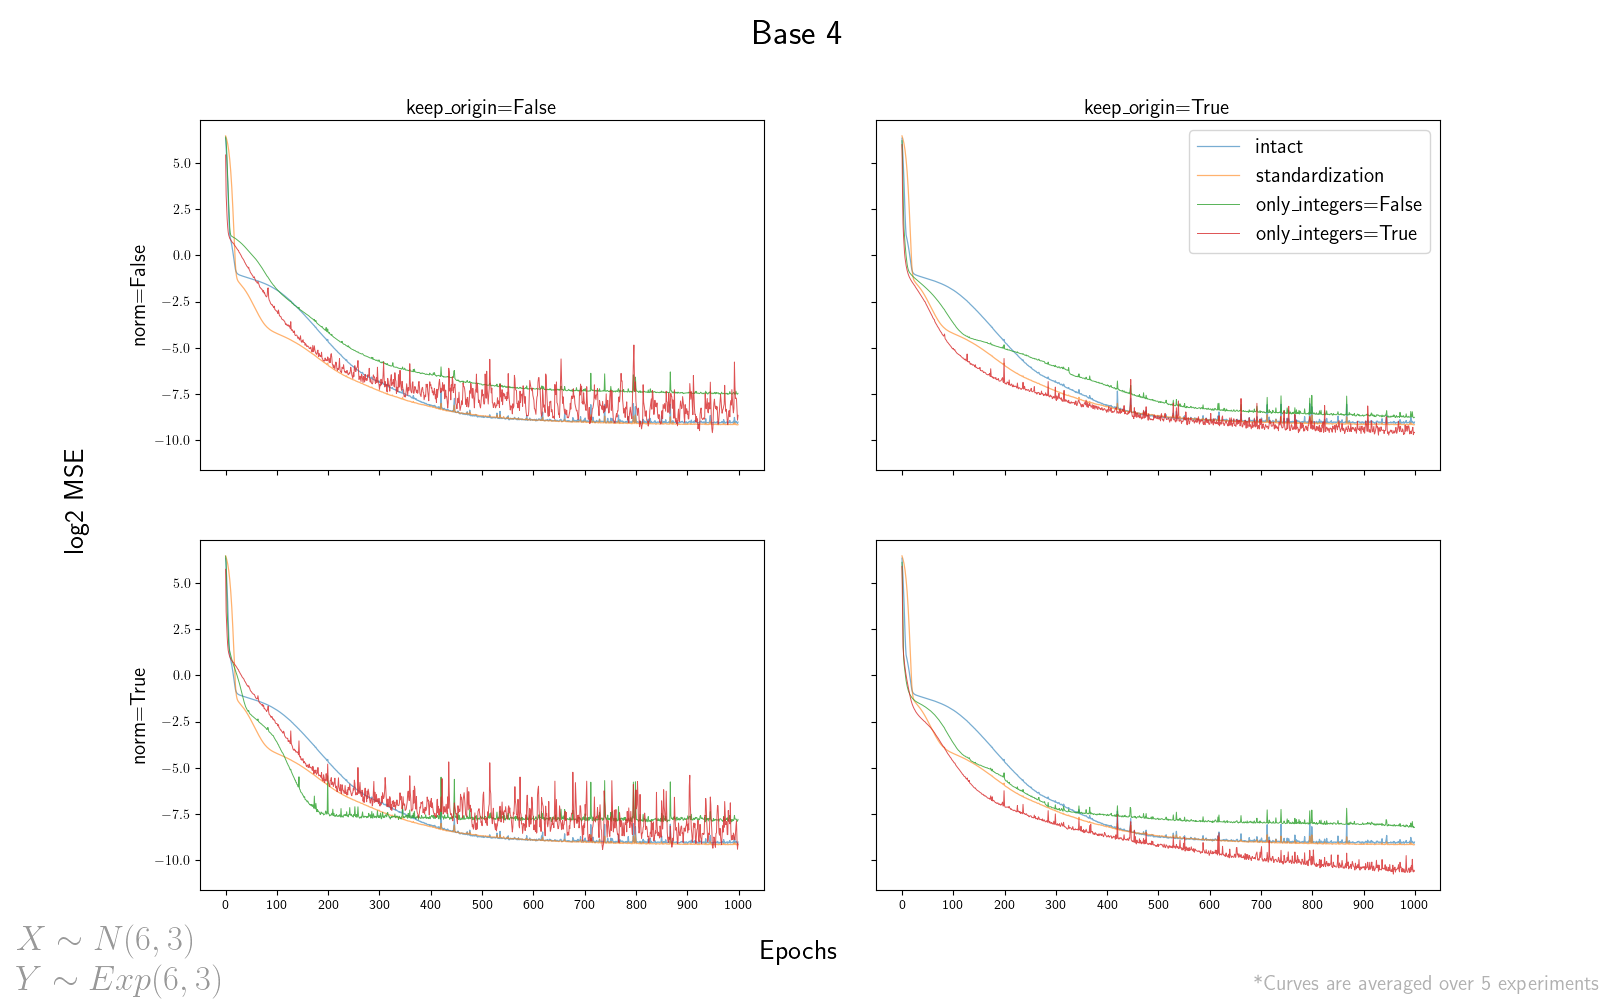 Base 4
keep_origin=False
keep_origin=True
intact
standardization
only_integers=False
only_integers=True
norm=False
5.0
2.5
0.0
−2.5
−5.0
−7.5
−10.0
log2 MSE
norm=True
5.0
2.5
0.0
−2.5
−5.0
−7.5
−10.0
0 100 200 300 400 500 600 700 800 900 1000
0 100 200 300 400 500 600 700 800 900 1000
Epochs
X ∼ N(6, 3)
Y ∼ Exp(6, 3)
*Curves are averaged over 5 experiments